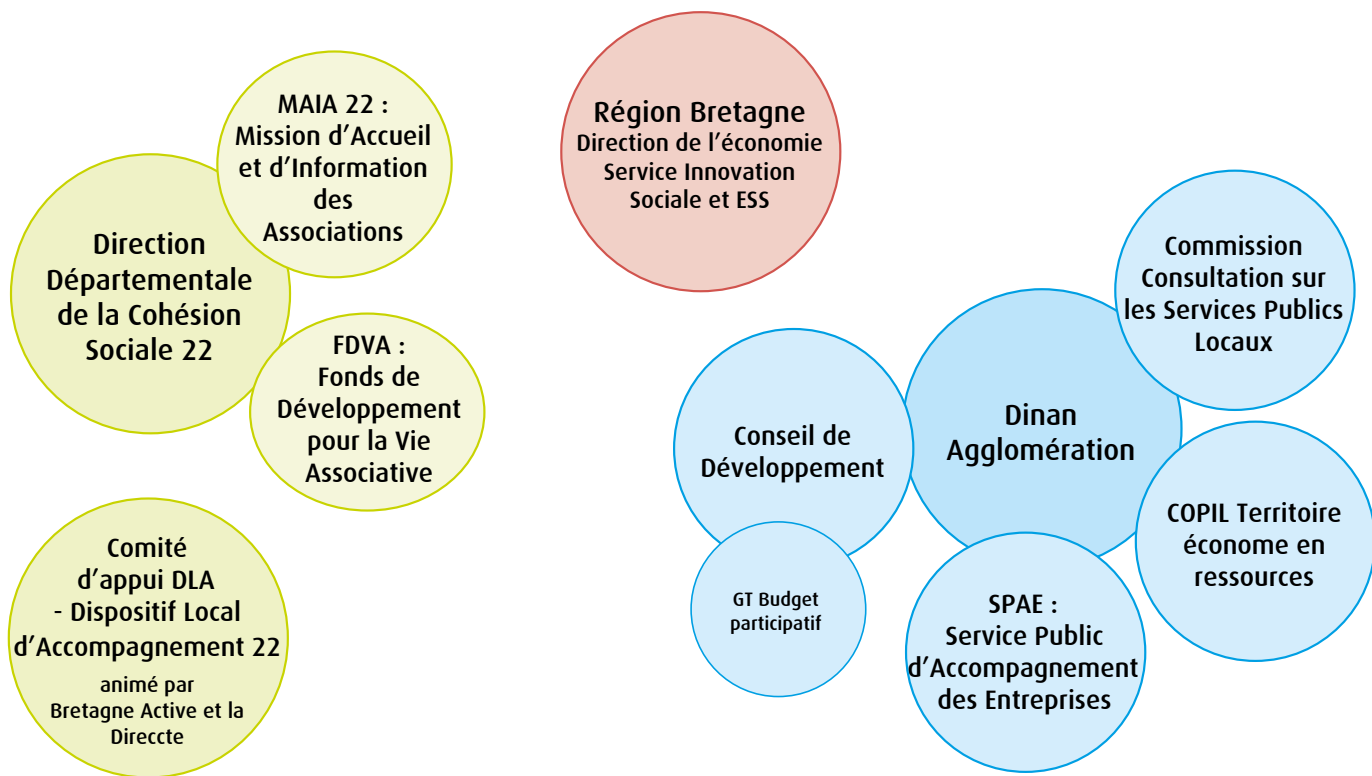 MAIA 22 :
Mission d’Accueil
et d’Information
des
Associations
Direction
Départementale
de la Cohésion
Sociale 22
FDVA :
Fonds de
Développement
pour la Vie
Associative
Comité
d'appui DLA
- Dispositif Local
d’Accompagnement 22
animé par
Bretagne Active et la
Direccte
Région Bretagne
Direction de l’économie
Service Innovation
Sociale et ESS
Commission
Consultation sur
les Services Publics
Locaux
Dinan
Agglomération
Conseil de
Développement
COPIL Territoire
économe en
ressources
GT Budget
participatif
SPAE :
Service Public
d’Accompagnement
des Entreprises